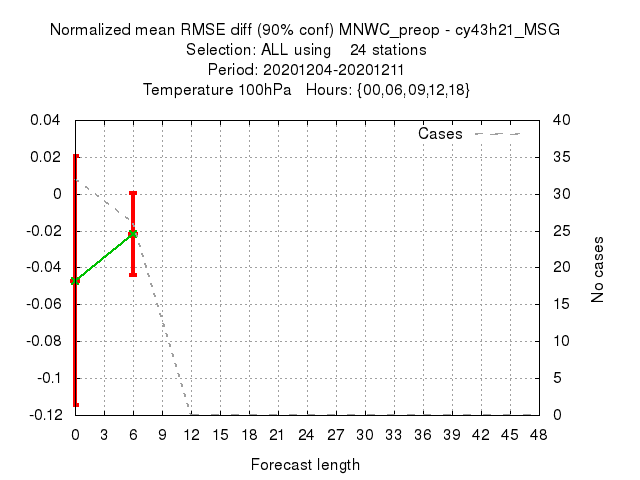 Normalized mean RMSE diff (90% conf) MNWC_preop - cy43h21_MSG
Selection: ALL using    24 stations
Period: 20201204-20201211
Temperature 100hPa   Hours: {00,06,09,12,18}
Cases
0.04
0.02
0
-0.02
-0.04
-0.06
-0.08
-0.1
-0.12
40
35
30
25
20
15
10
5
0
No cases
0 3 6 9 12 15 18 21 24 27 30 33 36 39 42 45 48
Forecast length